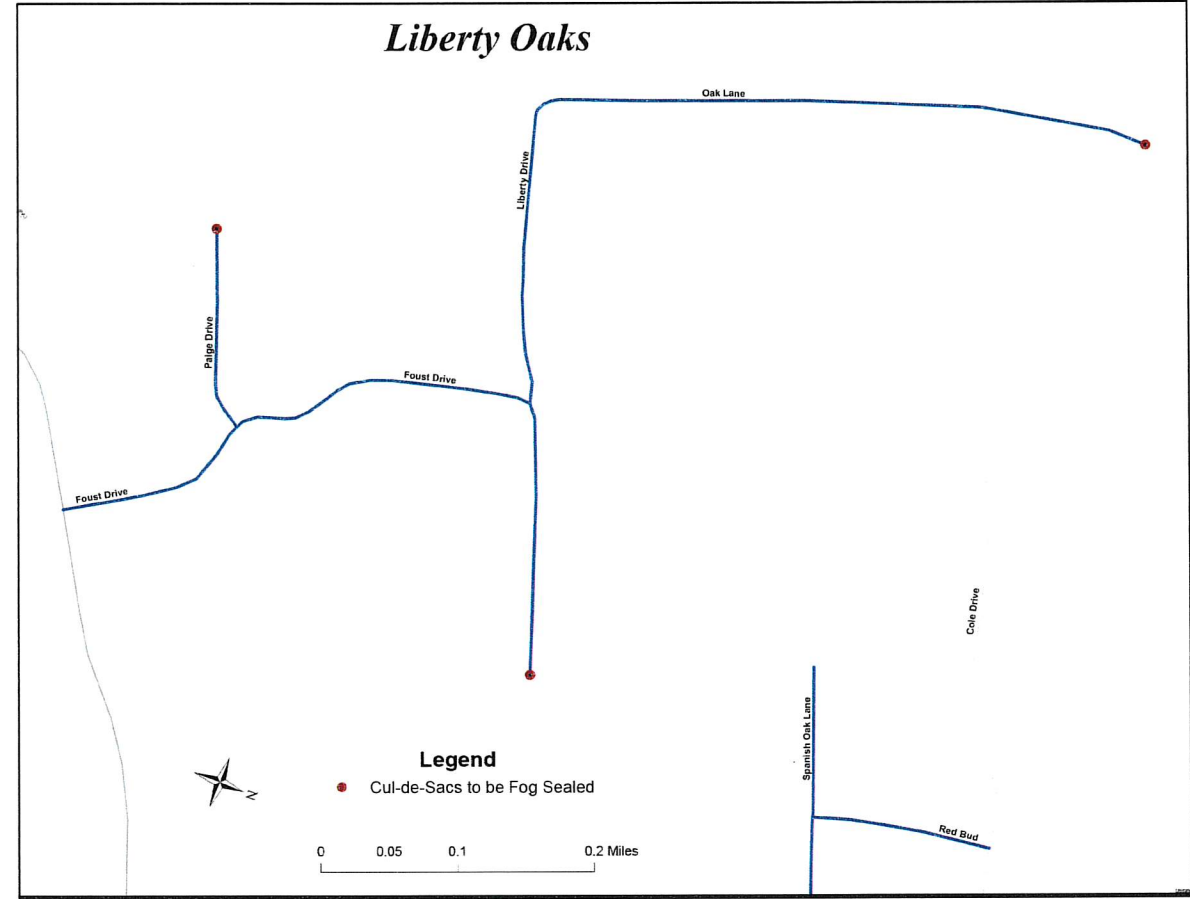 Liberty Oaks
Oak Lane
Liberty Drive
Paige Drive
Foust Drive
Foust Drive
Cole Drive
Spanish Oak Lane
Red Bud
N
Legend
Cul-de-Sacs to be Fog Sealed
0 0.05 0.1 0.2 Miles